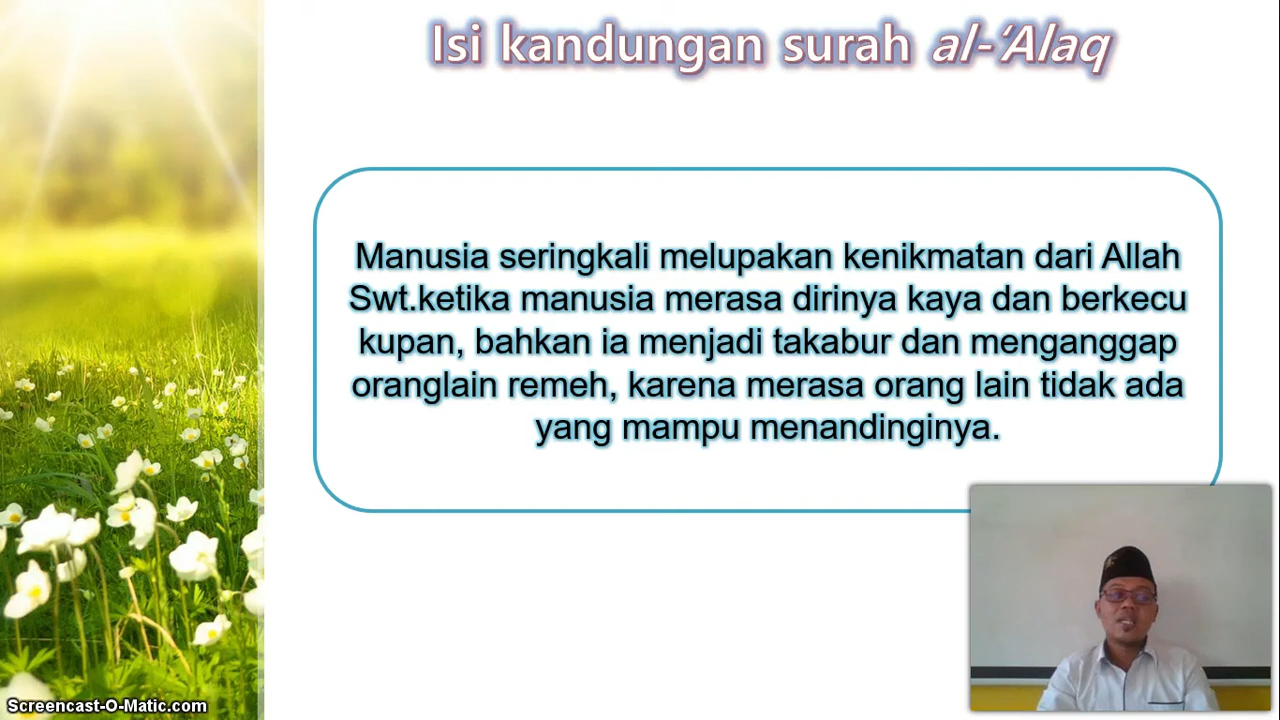 Isi kandungan surah al-‘Alaq
Manusia seringkali melupakan kenikmatan dari Allah
Swt.ketika manusia merasa dirinya kaya dan berkecu
kupan, bahkan ia menjadi takabur dan menganggap
oranglain remeh, karena merasa orang lain tidak ada
yang mampu menandinginya.
Screencast-O-Matic.com